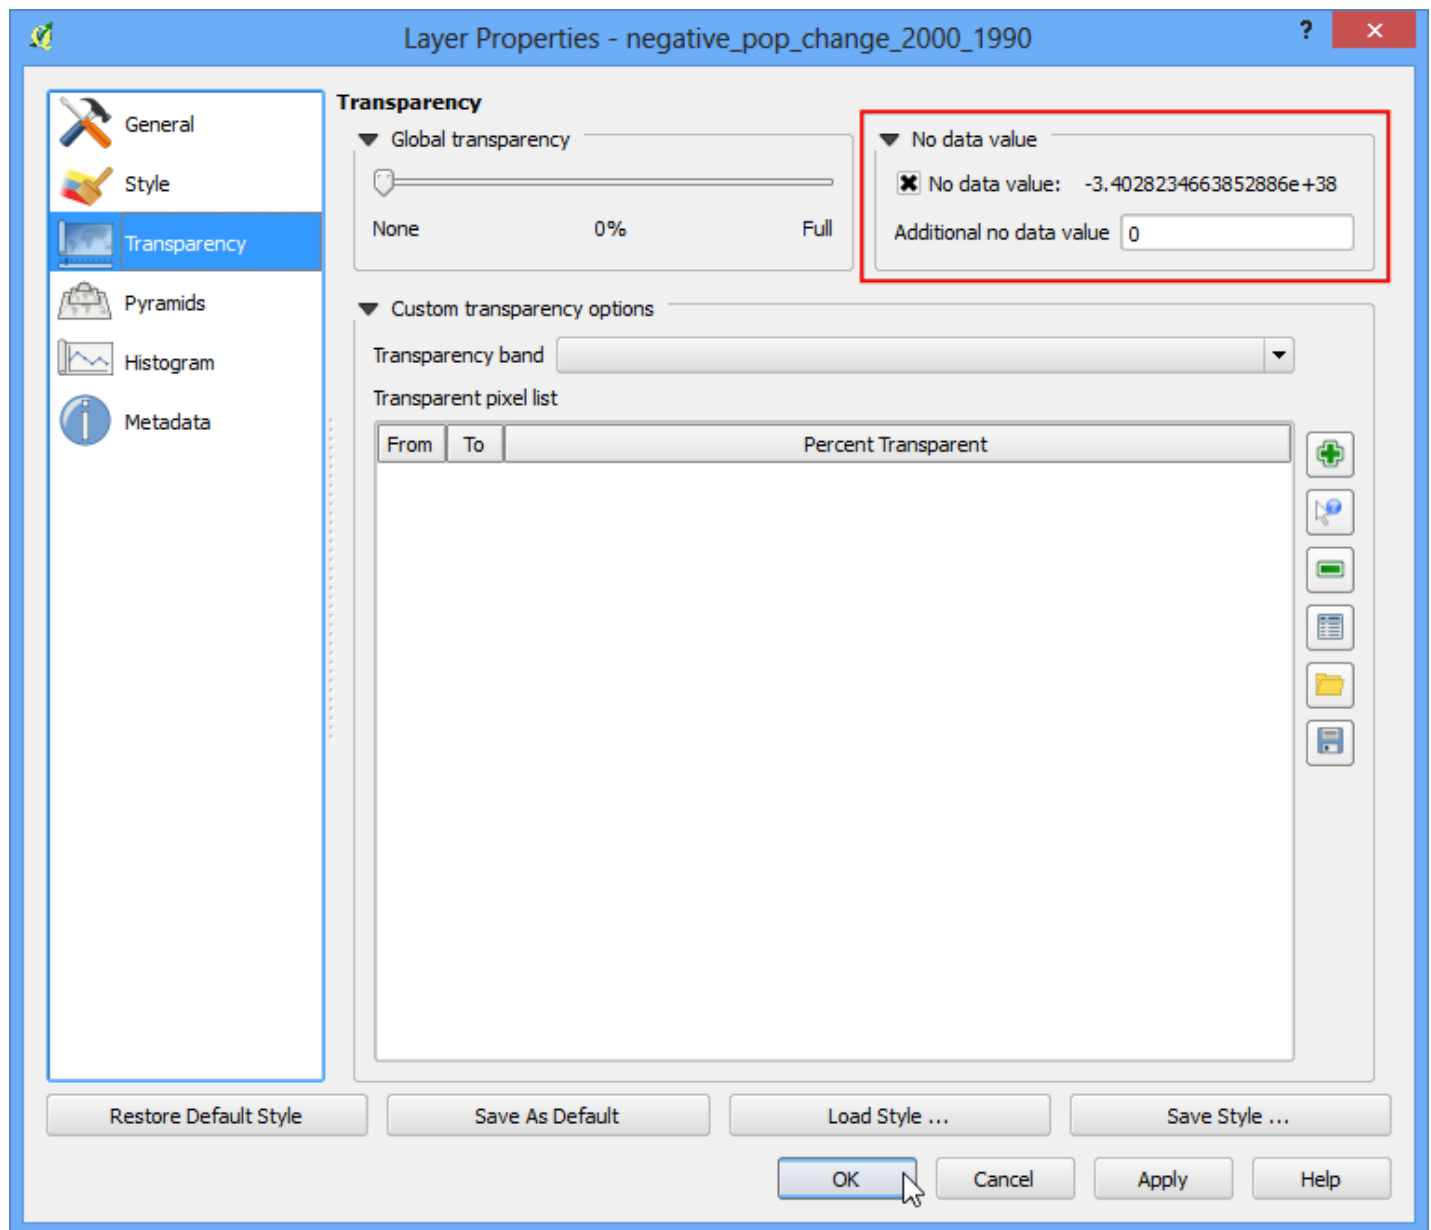 Layer Properties - negative_pop_change_2000_1990
?
General
Style
Transparency
Pyramids
Histogram
Metadata
Transparency
Global transparency
None 0% Full
No data value
No data value: -3.4028234663852886e+38
Additional no data value 0
Custom transparency options
Transparency band
Transparent pixel list
From To Percent Transparent
Restore Default Style Save As Default Load Style ... Save Style ...
OK Cancel Apply Help